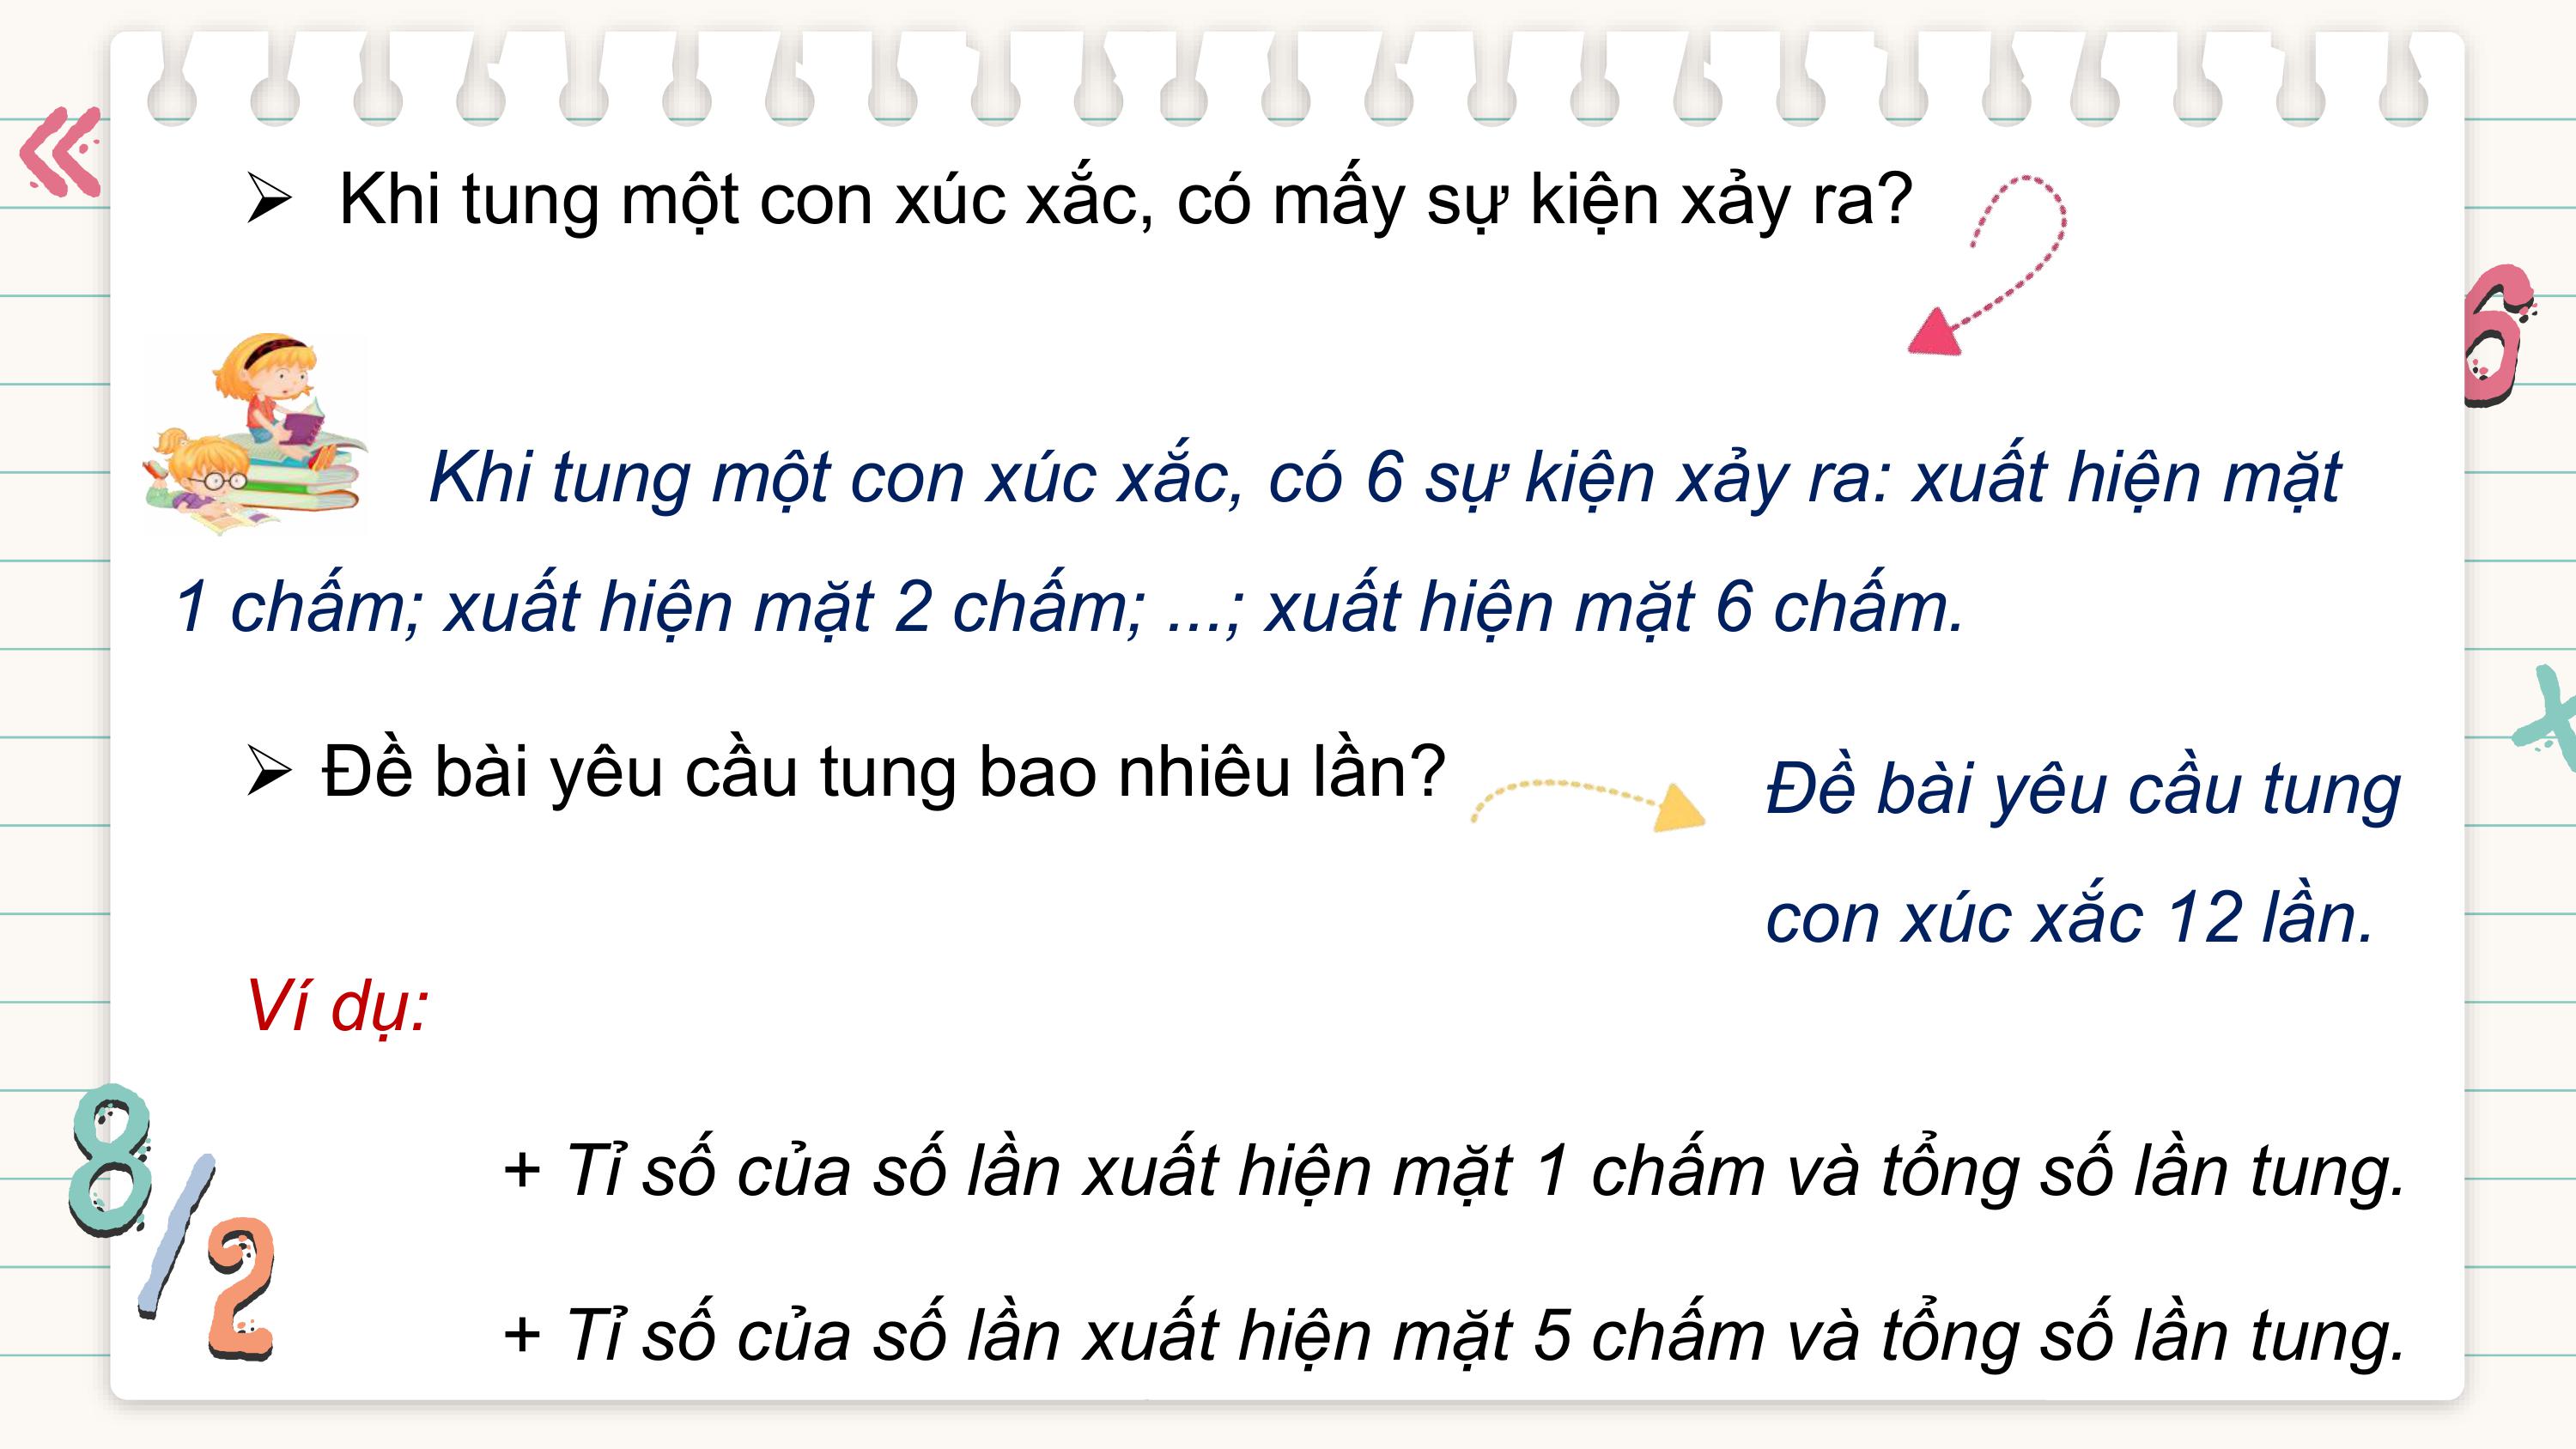 ➢ Khi tung một con xúc xắc, có mấy sự kiện xảy ra?
Khi tung một con xúc xắc, có 6 sự kiện xảy ra: xuất hiện mặt
1 chấm; xuất hiện mặt 2 chấm; ...; xuất hiện mặt 6 chấm.
➢ Đề bài yêu cầu tung bao nhiêu lần?
Đề bài yêu cầu tung
con xúc xắc 12 lần.
Ví dụ:
+ Tỉ số của số lần xuất hiện mặt 1 chấm và tổng số lần tung.
+ Tỉ số của số lần xuất hiện mặt 5 chấm và tổng số lần tung.
6
8/2